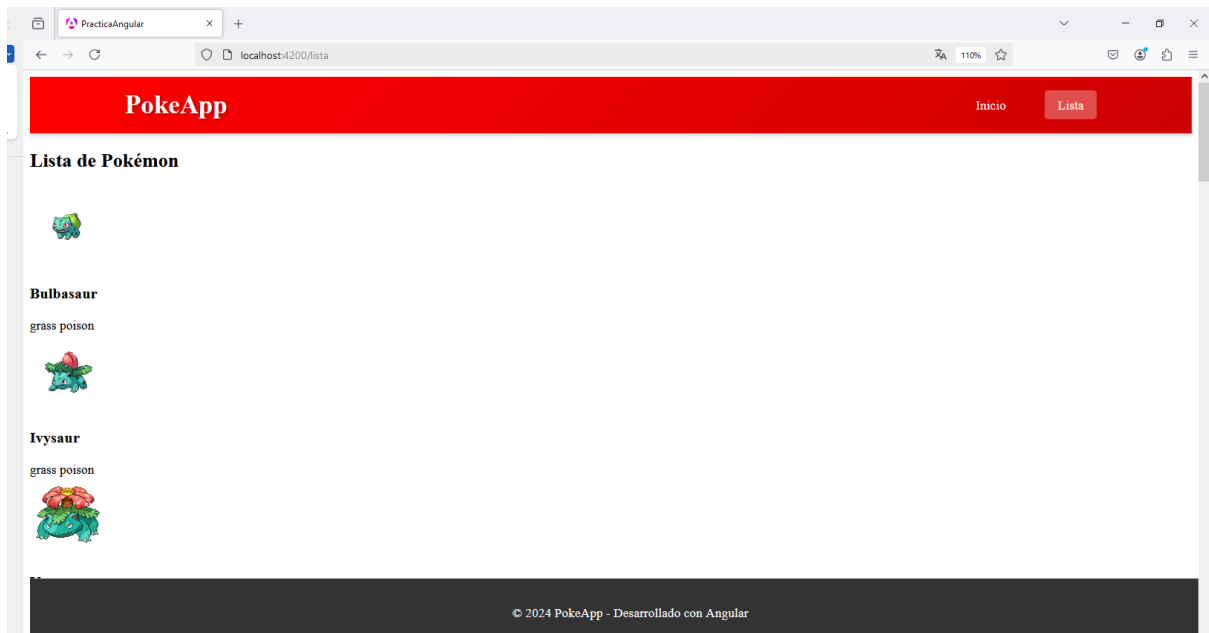 PracticaAngular
localhost:4200/lista
110%
PokeApp
Inicio
Lista
Lista de Pokémon
Bulbasaur
grass poison
Ivysaur
grass poison
© 2024 PokeApp - Desarrollado con Angular